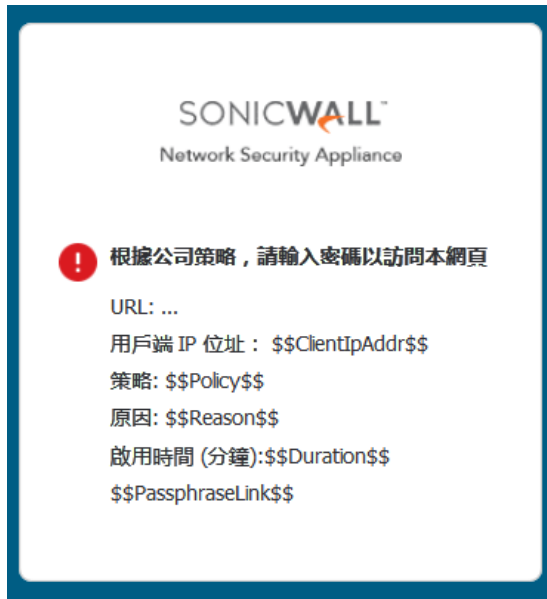 SONICWALL™
Network Security Appliance
根據公司策略，請輸入密碼以訪問本網頁
URL: ...
用戶端 IP 位址： $$ClientIpAddr$$
策略: $$Policy$$
原因: $$Reason$$
啟用時間 (分鐘):$$Duration$$
$$PassphraseLink$$